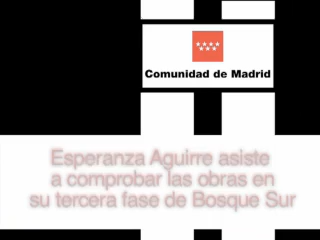 Comunidad de Madrid
Esperanza Aguirre asiste
a comprobar las obras en
su tercera fase de Bosque Sur